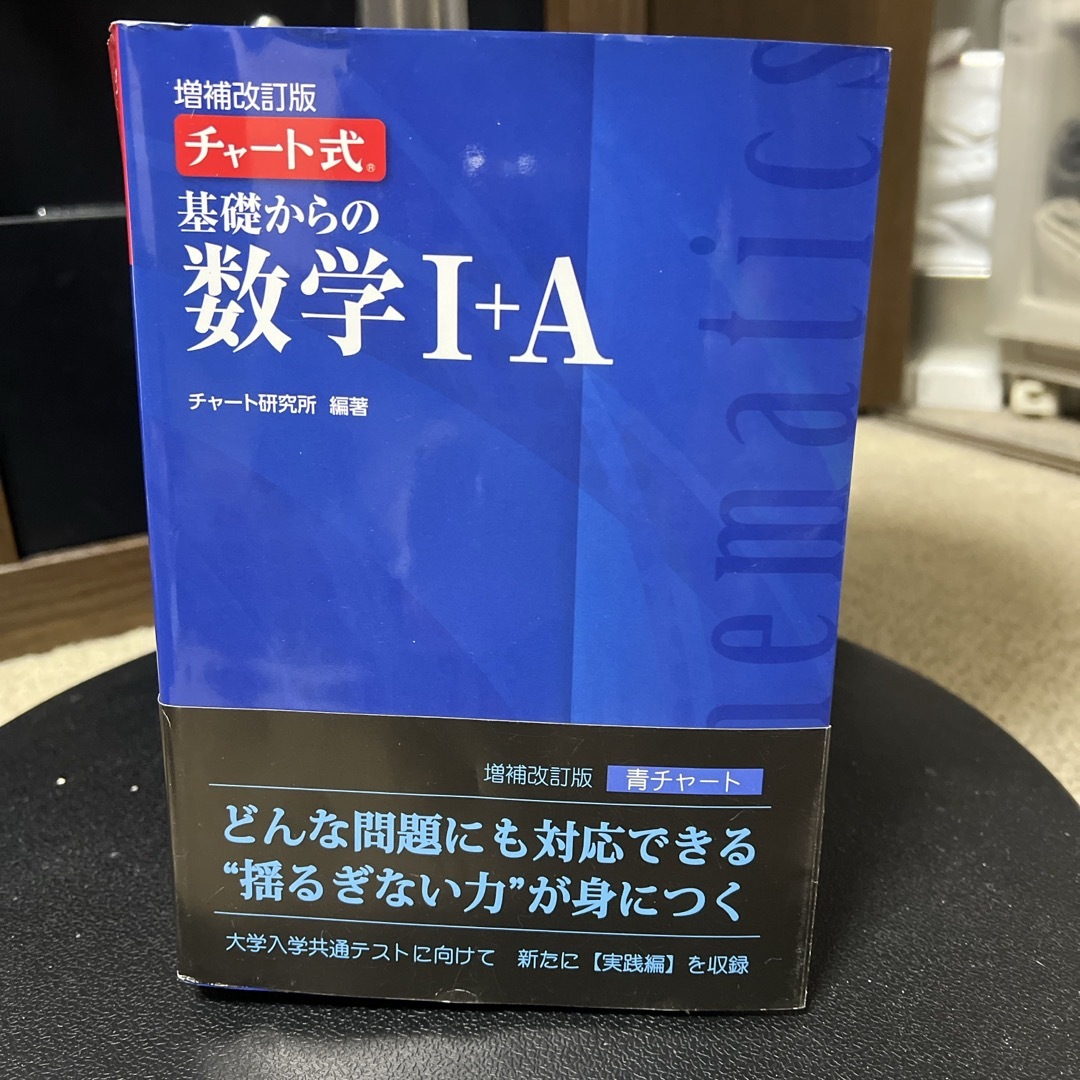 増補改訂版
チャート式®
基礎からの
数学I+A
チャート研究所 編著
ematics
増補改訂版 青チャート
どんな問題にも対応できる
“揺るぎない力”が身につく
大学入学共通テストに向けて 新たに【実践編】を収録